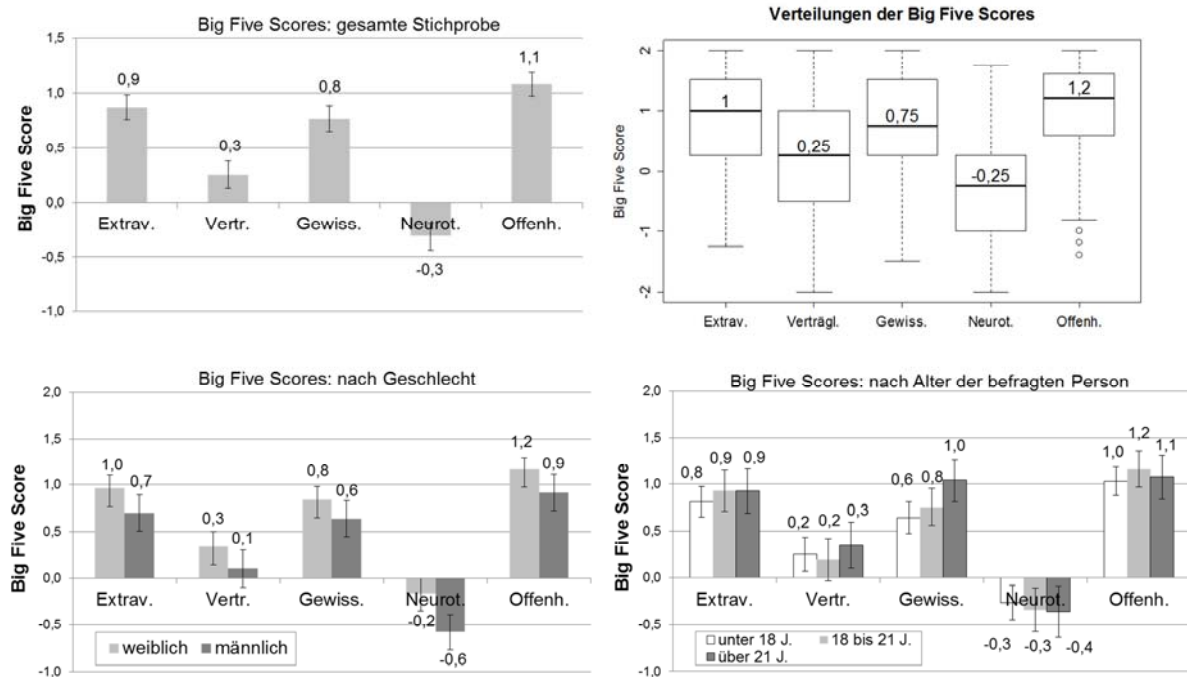 Big Five Scores: gesamte Stichprobe
Big Five Score
1,5
1,0
0,5
0,0
-0,5
-1,0
0,9
0,3
0,8
-0,3
1,1
Extrav. Vertr. Gewiss. Neurot. Offenh.
Verteilungen der Big Five Scores
Big Five Score
2
1
0
-1
-2
1
0,25
0,75
-0,25
1,2
Extrav. Verträgl. Gewiss. Neurot. Offenh.
Big Five Scores: nach Geschlecht
Big Five Score
2,0
1,5
1,0
0,5
0,0
-0,5
-1,0
1,0 0,7
0,3 0,1
0,8 0,6
-0,2 -0,6
1,2 0,9
Extrav. Vertr. Gewiss. Neurot. Offenh.
weiblich männlich
Big Five Scores: nach Alter der befragten Person
Big Five Score
2,0
1,5
1,0
0,5
0,0
-0,5
-1,0
0,8 0,9 0,9
0,2 0,2 0,3
0,6 0,8 1,0
-0,3 -0,3 -0,4
1,0 1,2 1,1
Extrav. Vertr. Gewiss. Neurot. Offenh.
unter 18 J. 18 bis 21 J.
über 21 J.